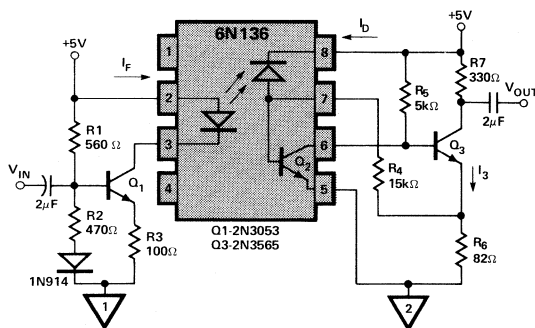 6N136
+5V
+5V
I_F
I_D
1
2
3
4
8
7
6
5
R1
560 Ω
V_IN
2μF
R2
470Ω
1N914
Q1
R3
100Ω
1
Q2
Q1-2N3053
Q3-2N3565
R5
5kΩ
R4
15kΩ
R7
330Ω
V_OUT
2μF
Q3
I3
R6
82Ω
2